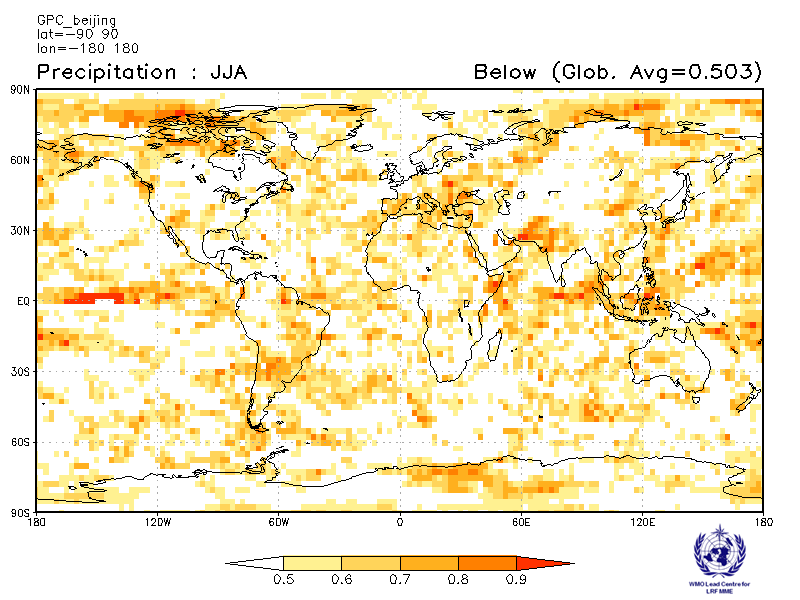 GPC_beijing
lat=-90 90
lon=-180 180
Precipitation : JJA
Below (Glob. Avg=0.503)
90N
60N
30N
EQ
30S
60S
90S
180 120W 60W 0 60E 120E 180
0.5 0.6 0.7 0.8 0.9
WMO Lead Centre for
LRF MME